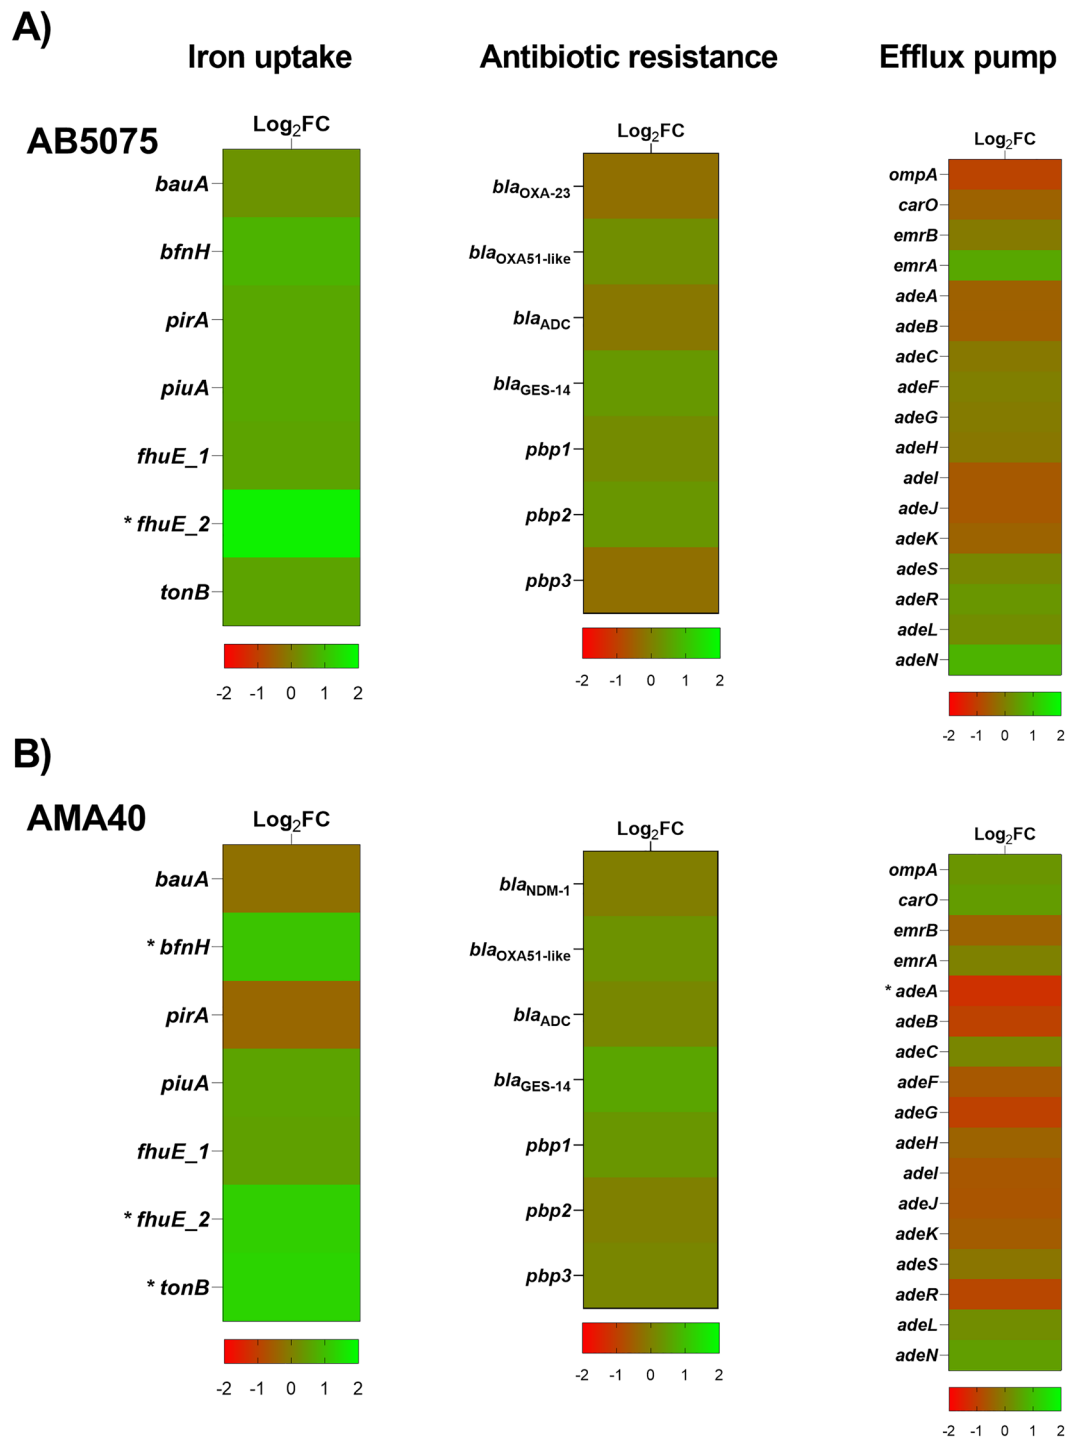 A)
Iron uptake
Antibiotic resistance
Efflux pump
AB5075
Log2FC
bauA
bfnH
pirA
piuA
fhuE_1
* fhuE_2
tonB
-2 -1 0 1 2
Log2FC
blaOXA-23
blaOXA51-like
blaADC
blaGES-14
pbp1
pbp2
pbp3
-2 -1 0 1 2
Log2FC
ompA
carO
emrB
emrA
adeA
adeB
adeC
adeF
adeG
adeH
adeI
adeJ
adeK
adeS
adeR
adeL
adeN
-2 -1 0 1 2
B)
AMA40
Log2FC
bauA
* bfnH
pirA
piuA
fhuE_1
* fhuE_2
* tonB
-2 -1 0 1 2
Log2FC
blaNDM-1
blaOXA51-like
blaADC
blaGES-14
pbp1
pbp2
pbp3
-2 -1 0 1 2
Log2FC
ompA
carO
emrB
emrA
* adeA
adeB
adeC
adeF
adeG
adeH
adeI
adeJ
adeK
adeS
adeR
adeL
adeN
-2 -1 0 1 2